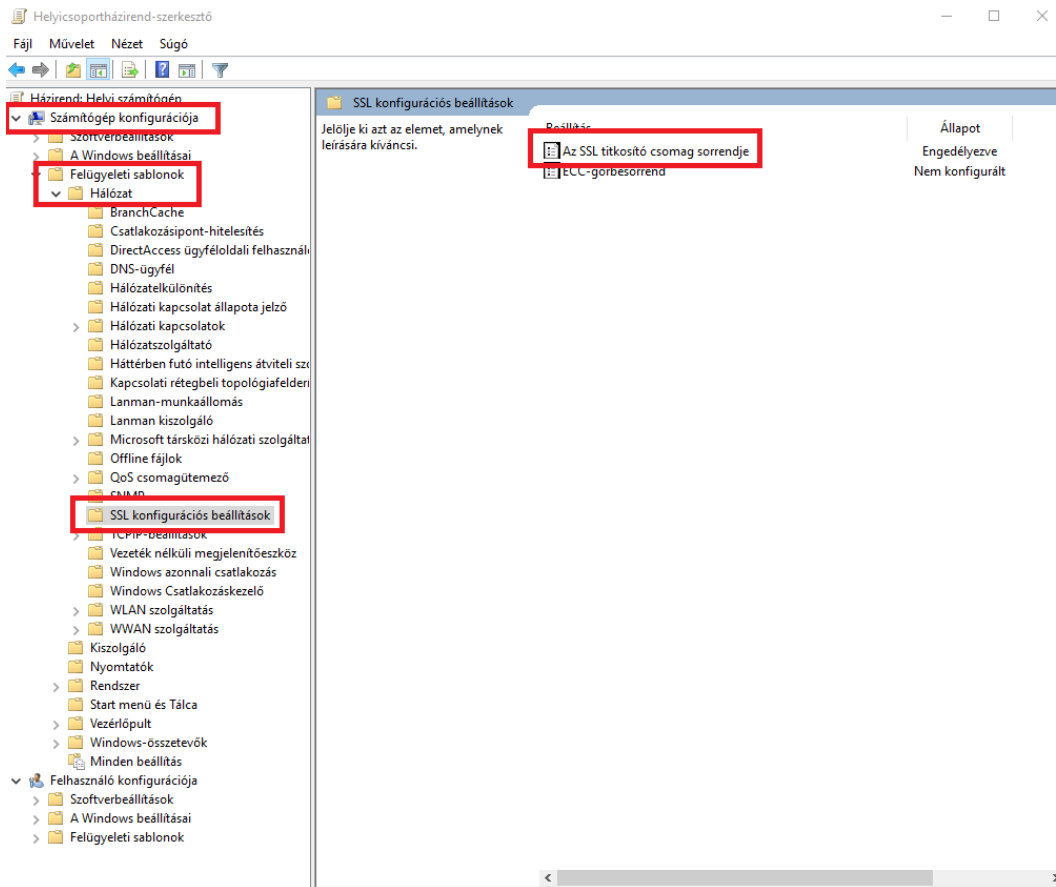 Helyicsoportházirend-szerkesztő
Fájl Művelet Nézet Súgó
Házirend: Helyi számítógép
Számítógép konfigurációja
Szoftverbeállítások
A Windows beállításai
Felügyeleti sablonok
Hálózat
BranchCache
Csatlakozásipont-hitelesítés
DirectAccess ügyféloldali felhasznál
DNS-ügyfél
Hálózatelkülönítés
Hálózati kapcsolat állapota jelző
Hálózati kapcsolatok
Hálózatszolgáltató
Háttérben futó intelligens átviteli szo
Kapcsolati rétegbeli topológiafelder
Lanman-munkaállomás
Lanman kiszolgáló
Microsoft társközi hálózati szolgáltat
Offline fájlok
QoS csomagütemező
SNMP
SSL konfigurációs beállítások
TCPIP-beállítások
Vezeték nélküli megjelenítőeszköz
Windows azonnali csatlakozás
Windows Csatlakozáskezelő
WLAN szolgáltatás
WWAN szolgáltatás
Kiszolgáló
Nyomtatók
Rendszer
Start menü és Tálca
Vezérlőpult
Windows-összetevők
Minden beállítás
Felhasználó konfigurációja
Szoftverbeállítások
A Windows beállításai
Felügyeleti sablonok
SSL konfigurációs beállítások
Jelölje ki azt az elemet, amelynek
leírására kíváncsi.
Beállítás Állapot
Az SSL titkosító csomag sorrendje Engedélyezve
ECC-görbesorrend Nem konfigurált